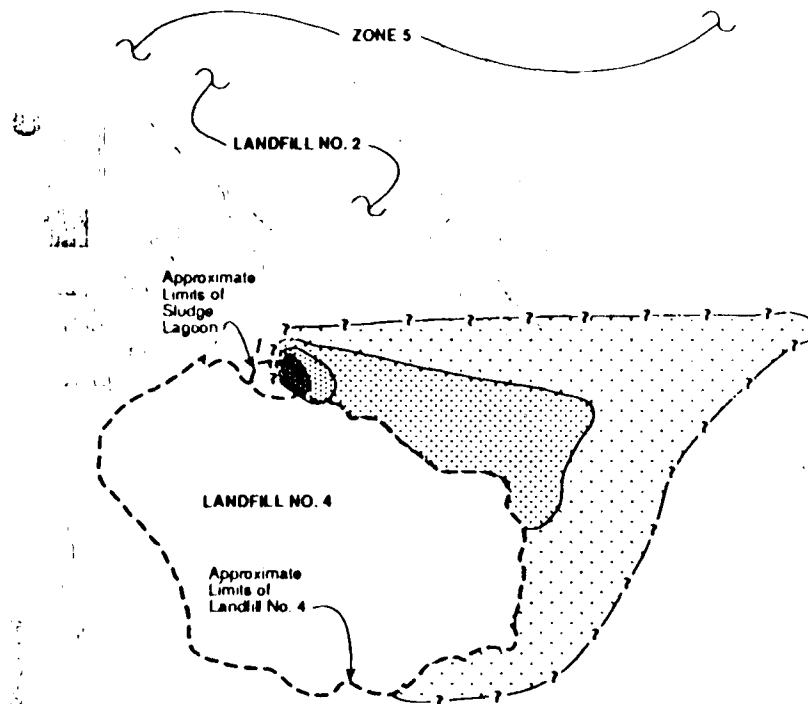 ZONE 5
LANDFILL NO. 2
Approximate
Limits of
Sludge
Lagoon
?
?
?
?
?
?
?
?
?
?
?
LANDFILL NO. 4
?
?
Approximate
Limits of
Landfill No. 4
?
?
?
?
?
?